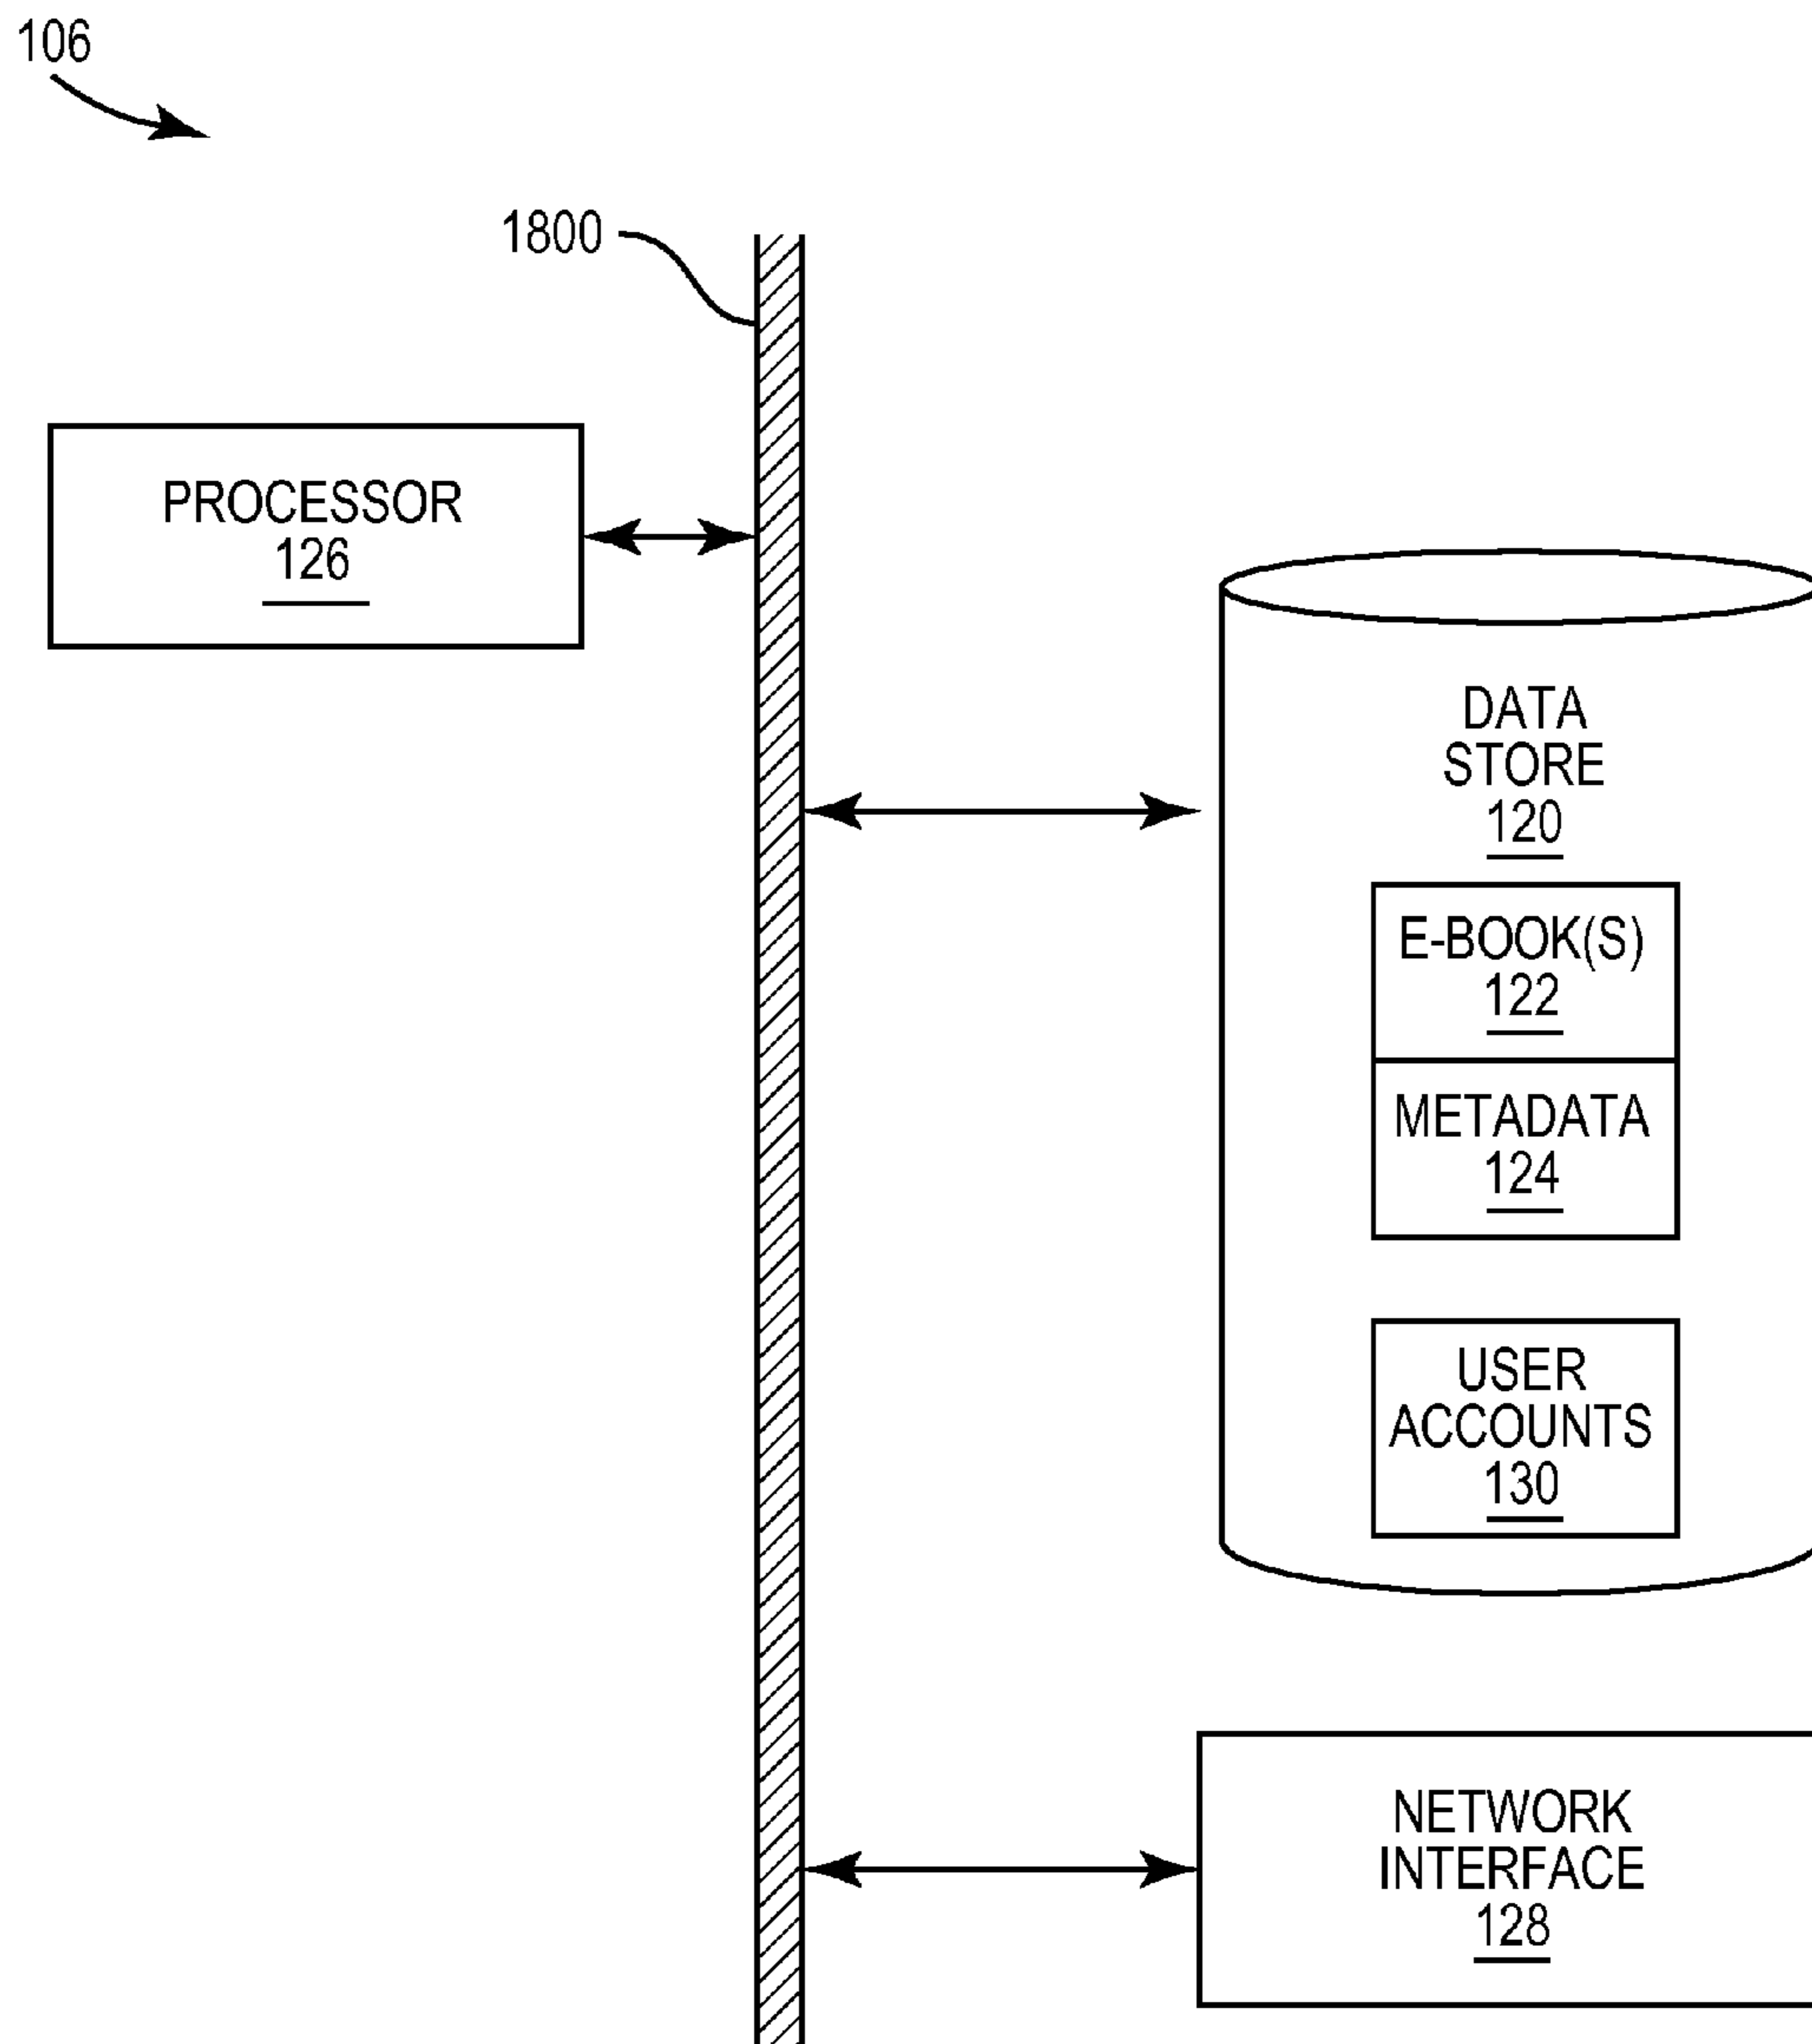 106
1800
PROCESSOR
126
DATA
STORE
120
E-BOOK(S)
122
METADATA
124
USER
ACCOUNTS
130
NETWORK
INTERFACE
128